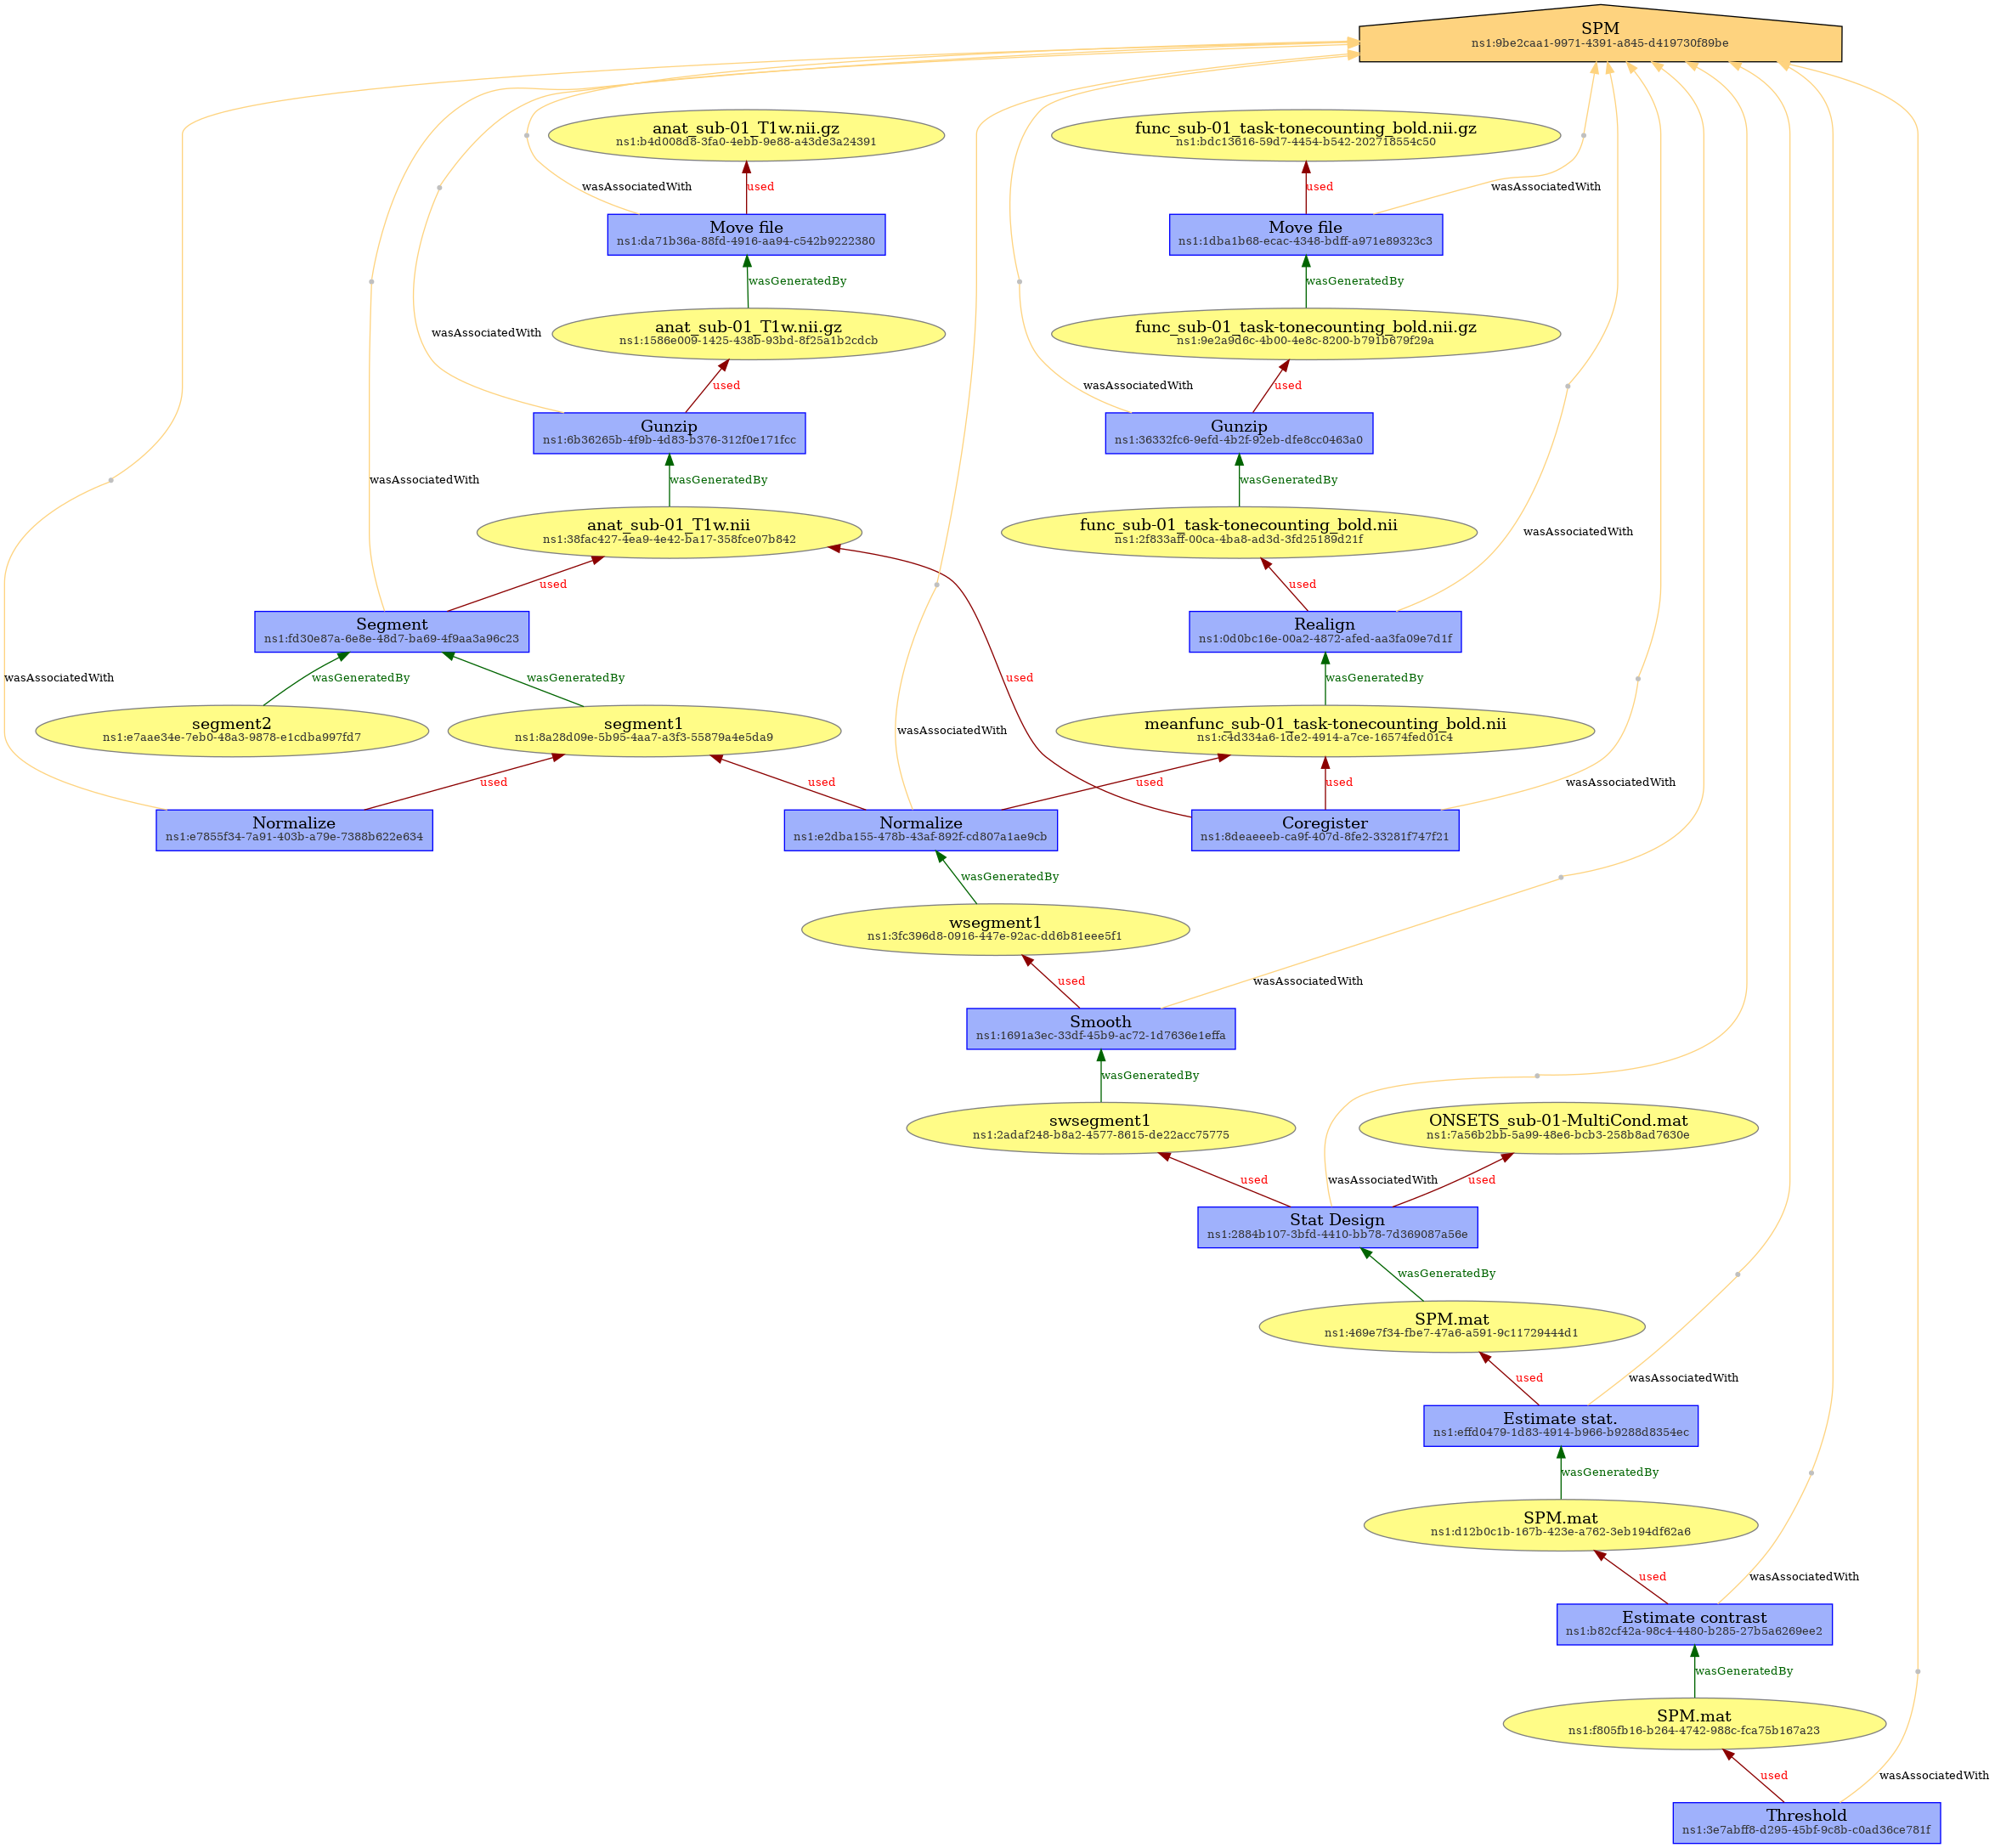 SPM
ns1:9be2caa1-9971-4391-a845-d419730f89be
anat_sub-01_T1w.nii.gz
ns1:b4d008d8-3fa0-4ebb-9e88-a43de3a24391
func_sub-01_task-tonecounting_bold.nii.gz
ns1:bdc13616-59d7-4454-b542-202718554c50
wasAssociatedWith
used
used
wasAssociatedWith
Move file
ns1:da71b36a-88fd-4916-aa94-c542b9222380
Move file
ns1:1dba1b68-ecac-4348-bdff-a971e89323c3
wasGeneratedBy
wasGeneratedBy
wasAssociatedWith
anat_sub-01_T1w.nii.gz
ns1:1586e009-1425-438b-93bd-8f25a1b2cdcb
func_sub-01_task-tonecounting_bold.nii.gz
ns1:9e2a9d6c-4b00-4e8c-8200-b791b679f29a
used
wasAssociatedWith
used
Gunzip
ns1:6b36265b-4f9b-4d83-b376-312f0e171fcc
Gunzip
ns1:36332fc6-9efd-4b2f-92eb-dfe8cc0463a0
wasAssociatedWith
wasGeneratedBy
wasGeneratedBy
anat_sub-01_T1w.nii
ns1:38fac427-4ea9-4e42-ba17-358fce07b842
func_sub-01_task-tonecounting_bold.nii
ns1:2f833aff-00ca-4ba8-ad3d-3fd25189d21f
wasAssociatedWith
used
used
Segment
ns1:fd30e87a-6e8e-48d7-ba69-4f9aa3a96c23
Realign
ns1:0d0bc16e-00a2-4872-afed-aa3fa09e7d1f
wasAssociatedWith
wasGeneratedBy
wasGeneratedBy
used
wasGeneratedBy
segment2
ns1:e7aae34e-7eb0-48a3-9878-e1cdba997fd7
segment1
ns1:8a28d09e-5b95-4aa7-a3f3-55879a4e5da9
wasAssociatedWith
meanfunc_sub-01_task-tonecounting_bold.nii
ns1:c4d334a6-1de2-4914-a7ce-16574fed01c4
used
used
used
used
wasAssociatedWith
Normalize
ns1:e7855f34-7a91-403b-a79e-7388b622e634
Normalize
ns1:e2dba155-478b-43af-892f-cd807a1ae9cb
Coregister
ns1:8deaeeeb-ca9f-407d-8fe2-33281f747f21
wasGeneratedBy
wsegment1
ns1:3fc396d8-0916-447e-92ac-dd6b81eee5f1
used
wasAssociatedWith
Smooth
ns1:1691a3ec-33df-45b9-ac72-1d7636e1effa
wasGeneratedBy
swsegment1
ns1:2adaf248-b8a2-4577-8615-de22acc75775
ONSETS_sub-01-MultiCond.mat
ns1:7a56b2bb-5a99-48e6-bcb3-258b8ad7630e
used
wasAssociatedWith
used
Stat Design
ns1:2884b107-3bfd-4410-bb78-7d369087a56e
wasGeneratedBy
SPM.mat
ns1:469e7f34-fbe7-47a6-a591-9c11729444d1
used
wasAssociatedWith
Estimate stat.
ns1:effd0479-1d83-4914-b966-b9288d8354ec
wasGeneratedBy
SPM.mat
ns1:d12b0c1b-167b-423e-a762-3eb194df62a6
used
wasAssociatedWith
Estimate contrast
ns1:b82cf42a-98c4-4480-b285-27b5a6269ee2
wasGeneratedBy
SPM.mat
ns1:f805fb16-b264-4742-988c-fca75b167a23
used
wasAssociatedWith
Threshold
ns1:3e7abff8-d295-45bf-9c8b-c0ad36ce781f